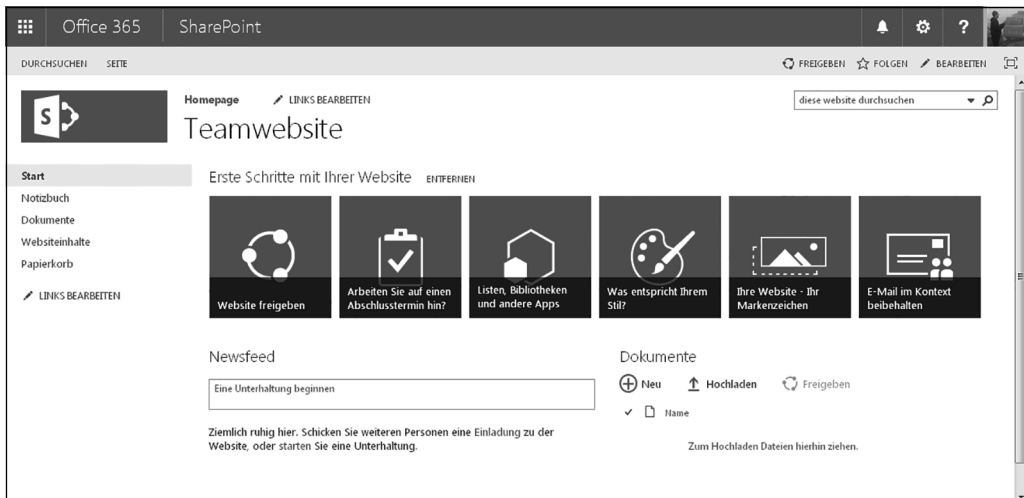 Office 365
SharePoint
?
DURCHSUCHEN SEITE
FREIGEBEN FOLGEN BEARBEITEN
S
Homepage LINKS BEARBEITEN
Teamwebsite
diese website durchsuchen
Start
Notizbuch
Dokumente
Websiteinhalte
Papierkorb
LINKS BEARBEITEN
Erste Schritte mit Ihrer Website ENTFERNEN
Website freigeben
Arbeiten Sie auf einen
Abschlusstermin hin?
Listen, Bibliotheken
und andere Apps
Was entspricht Ihrem
Stil?
Ihre Website - Ihr
Markenzeichen
E-Mail im Kontext
beibehalten
Newsfeed
Eine Unterhaltung beginnen
Ziemlich ruhig hier. Schicken Sie weiteren Personen eine Einladung zu der
Website, oder starten Sie eine Unterhaltung.
Dokumente
Neu Hochladen Freigeben
Name
Zum Hochladen Dateien hierhin ziehen.